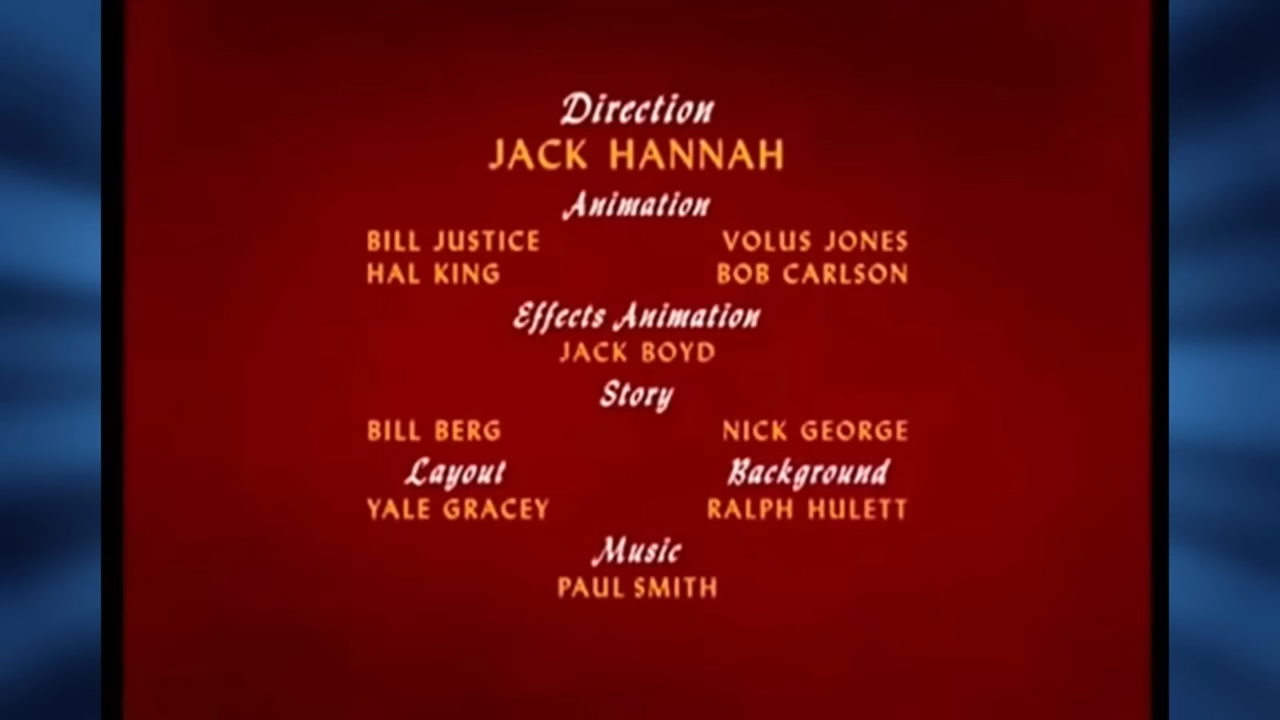 Direction
JACK HANNAH
Animation
BILL JUSTICE VOLUS JONES
HAL KING BOB CARLSON
Effects Animation
JACK BOYD
Story
BILL BERG NICK GEORGE
Layout Background
YALE GRACEY RALPH HULETT
Music
PAUL SMITH